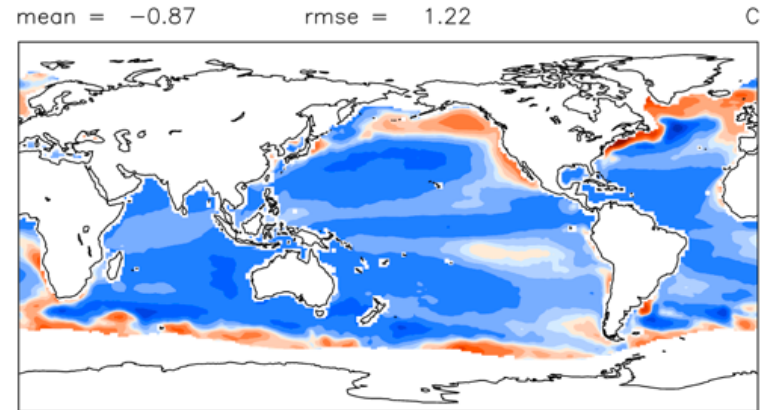 mean = −0.87 rmse = 1.22 C